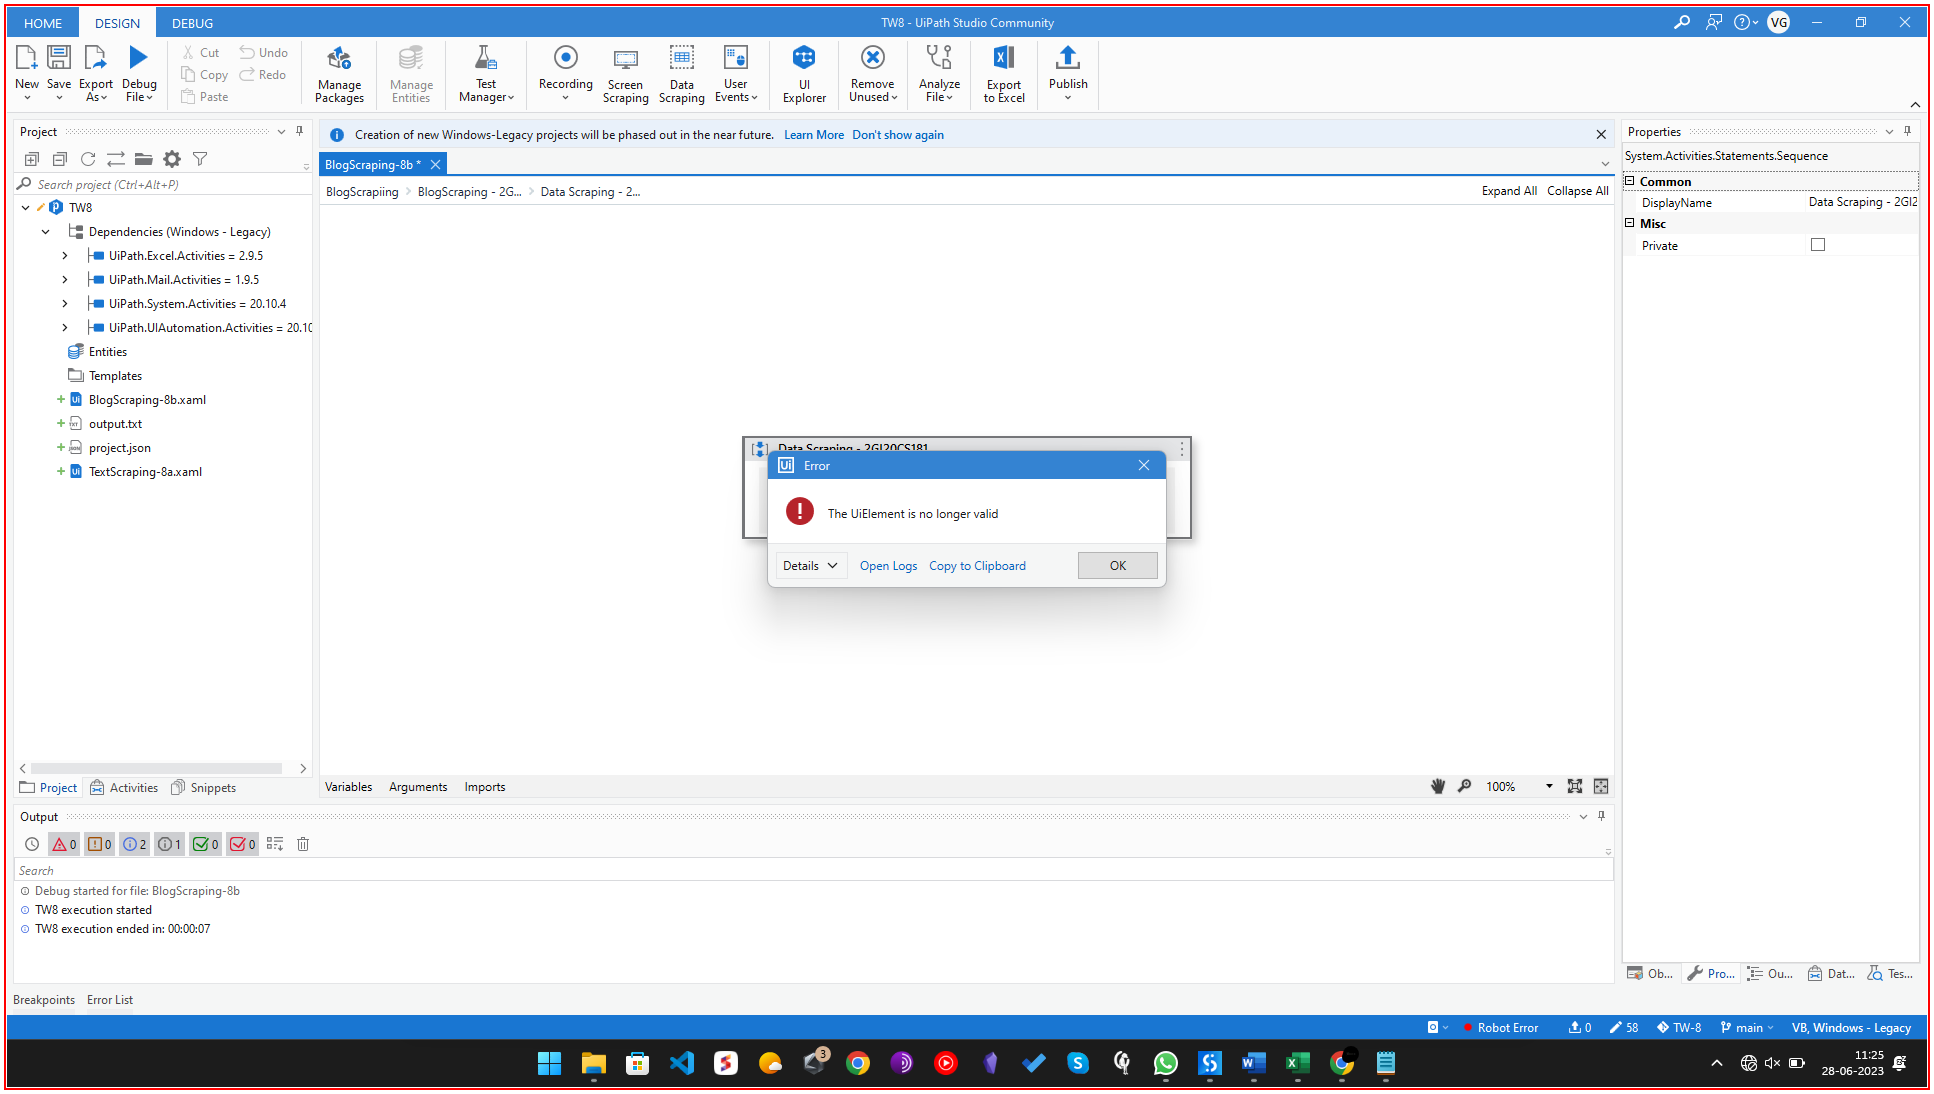 HOME DESIGN DEBUG TW8 - UiPath Studio Community VG
New Save Export As Debug File Cut Copy Paste Undo Redo Manage Packages Manage Entities Test Manager Recording Screen Scraping Data Scraping User Events UI Explorer Remove Unused Analyze File Export to Excel Publish
Project
Search project (Ctrl+Alt+P)
TW8
Dependencies (Windows - Legacy)
UiPath.Excel.Activities = 2.9.5
UiPath.Mail.Activities = 1.9.5
UiPath.System.Activities = 20.10.4
UiPath.UIAutomation.Activities = 20.10
Entities
Templates
BlogScraping-8b.xaml
output.txt
project.json
TextScraping-8a.xaml
Project Activities Snippets
Creation of new Windows-Legacy projects will be phased out in the near future. Learn More Don't show again
BlogScraping-8b *
BlogScrapiing BlogScraping - 2G... Data Scraping - 2... Expand All Collapse All
Data Scraping - 2GI20CS181
Error
The UiElement is no longer valid
Details Open Logs Copy to Clipboard OK
Variables Arguments Imports 100%
Properties
System.Activities.Statements.Sequence
Common
DisplayName Data Scraping - 2GI2
Misc
Private
Ob... Pro... Ou... Dat... Tes...
Output
0 0 2 1 0 0
Search
Debug started for file: BlogScraping-8b
TW8 execution started
TW8 execution ended in: 00:00:07
Breakpoints Error List
Robot Error 0 58 TW-8 main VB, Windows - Legacy
3
11:25
28-06-2023